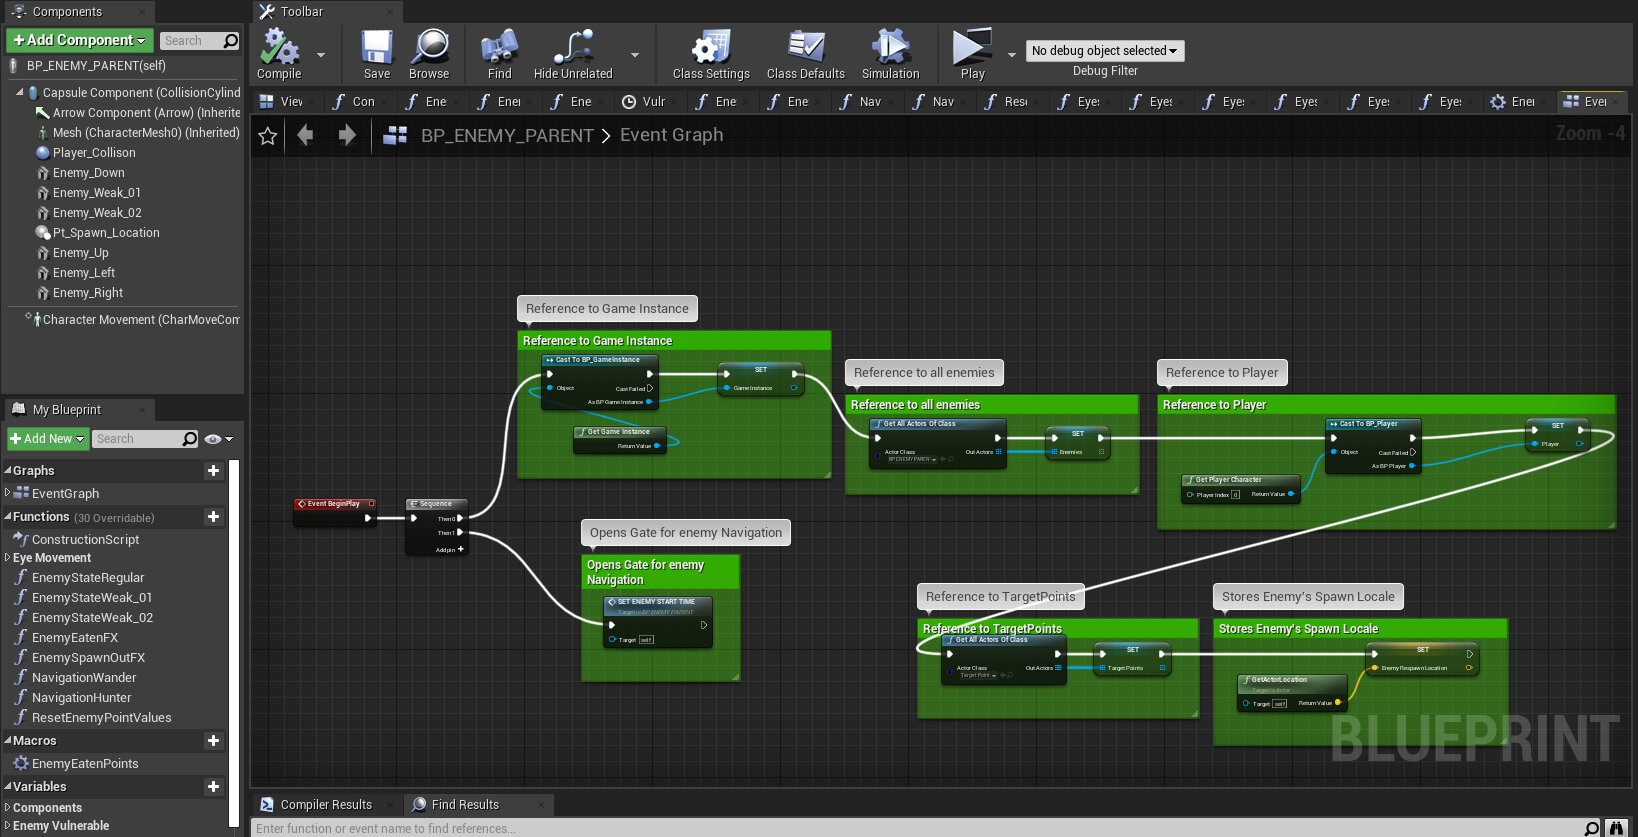 Components
Toolbar
+ Add Component
Search
Compile
Save
Browse
Find
Hide Unrelated
Class Settings
Class Defaults
Simulation
Play
No debug object selected
Debug Filter
BP_ENEMY_PARENT(self)
Capsule Component (CollisionCylind
Arrow Component (Arrow) (Inherite
Mesh (CharacterMesh0) (Inherited)
Player_Collison
Enemy_Down
Enemy_Weak_01
Enemy_Weak_02
Pt_Spawn_Location
Enemy_Up
Enemy_Left
Enemy_Right
Character Movement (CharMoveCom
View
Con
Ene
Ener
Ene
Vulr
Ene
Ene
Nav
Nav
Res
Eyes
Eyes
Eyes
Eyes
Eyes
Eyes
Ener
Ever
BP_ENEMY_PARENT > Event Graph
Zoom -4
My Blueprint
+ Add New
Search
Graphs
EventGraph
Functions (30 Overridable)
ConstructionScript
Eye Movement
EnemyStateRegular
EnemyStateWeak_01
EnemyStateWeak_02
EnemyEatenFX
EnemySpawnOutFX
NavigationWander
NavigationHunter
ResetEnemyPointValues
Macros
EnemyEatenPoints
Variables
Components
Enemy Vulnerable
Event BeginPlay
Sequence
Then 0
Then 1
Add pin +
Reference to Game Instance
Reference to Game Instance
Cast To BP_GameInstance
Object
Cast Failed
As BP Game Instance
SET
Game Instance
Get Game Instance
Return Value
Reference to all enemies
Reference to all enemies
Get All Actors Of Class
Actor Class
BP ENEMY PARENT
Out Actors
SET
Enemies
Reference to Player
Reference to Player
Cast To BP_Player
Object
Cast Failed
As BP Player
SET
Player
Get Player Character
Player Index 0
Return Value
Opens Gate for enemy Navigation
Opens Gate for enemy
Navigation
SET ENEMY START TIME
Target is BP ENEMY PARENT
Target self
Reference to TargetPoints
Reference to TargetPoints
Get All Actors Of Class
Actor Class
Target Point
Out Actors
SET
Target Points
Stores Enemy's Spawn Locale
Stores Enemy's Spawn Locale
SET
Enemy Respawn Location
GetActorLocation
Target is Actor
Target self
Return Value
BLUEPRINT
Compiler Results
Find Results
Enter function or event name to find references...